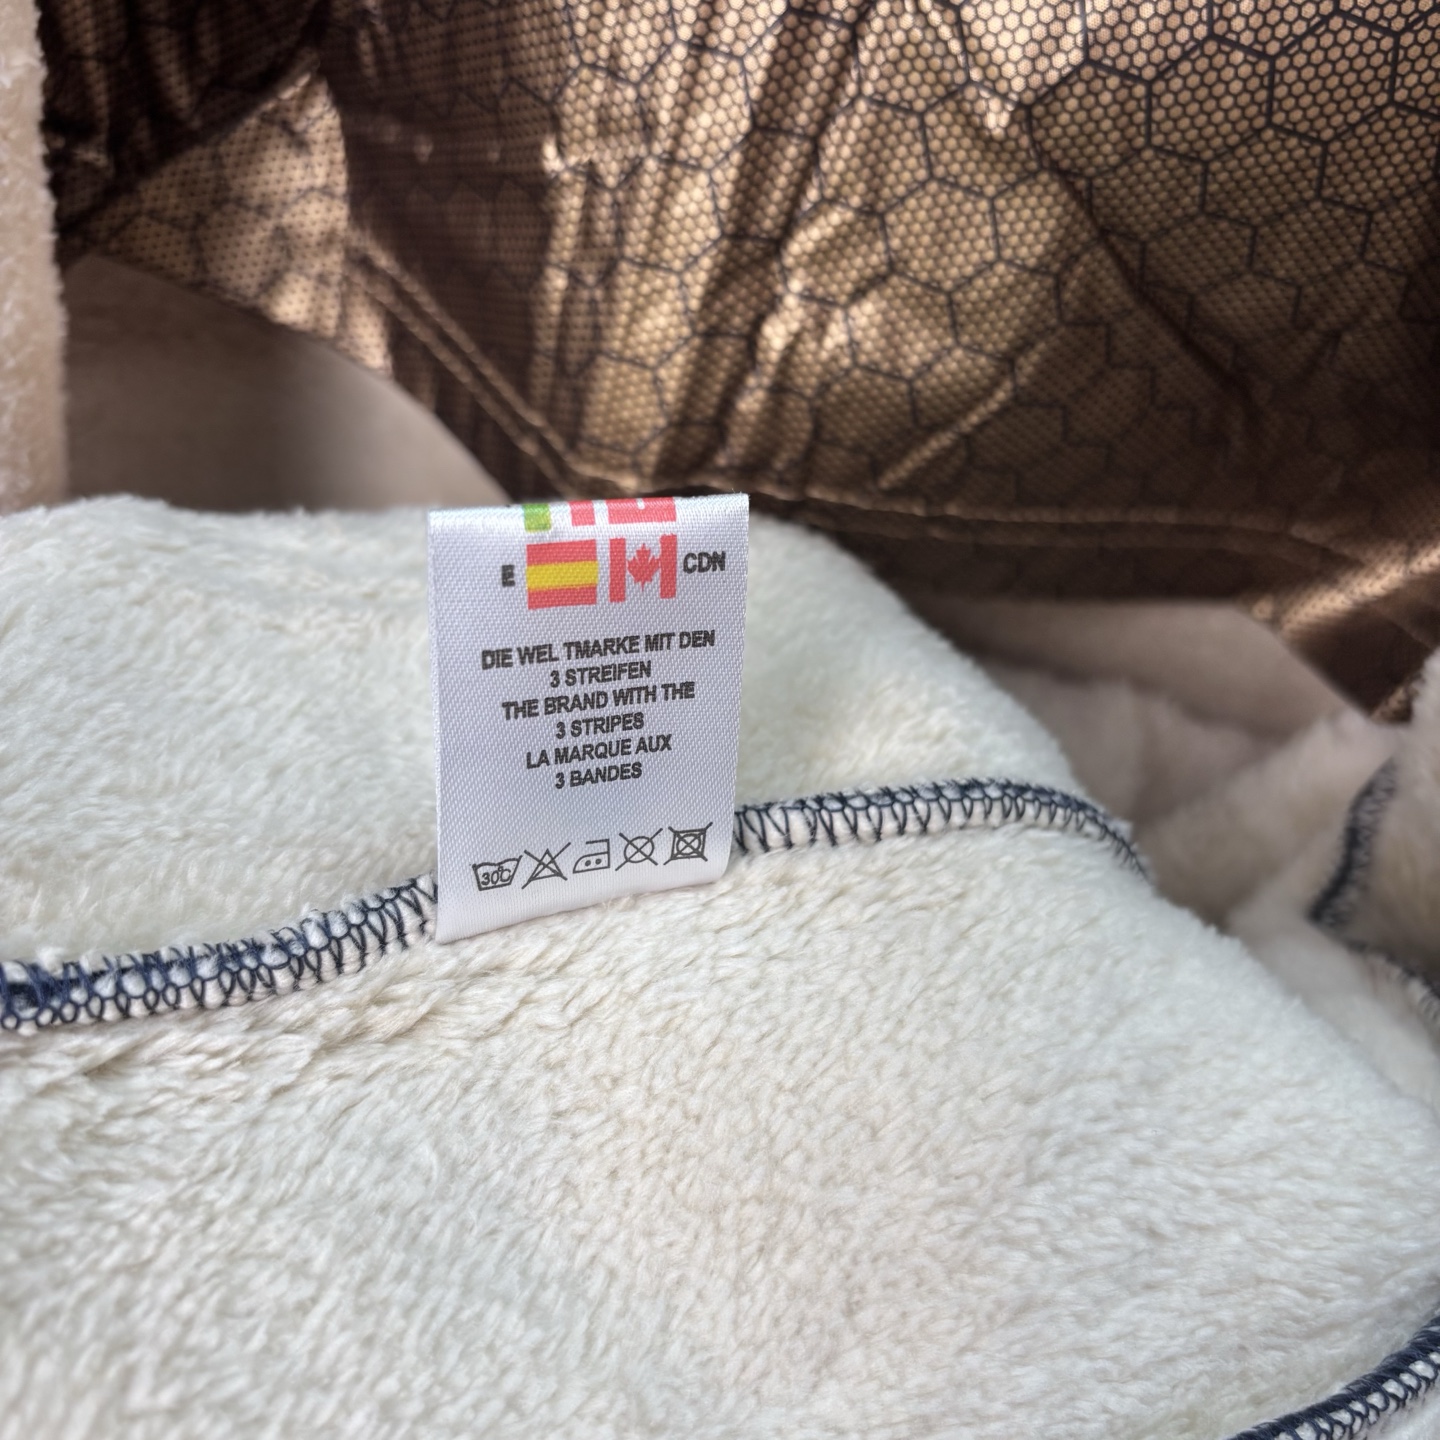 E CDN
DIE WEL TMARKE MIT DEN
3 STREIFEN
THE BRAND WITH THE
3 STRIPES
LA MARQUE AUX
3 BANDES
30C